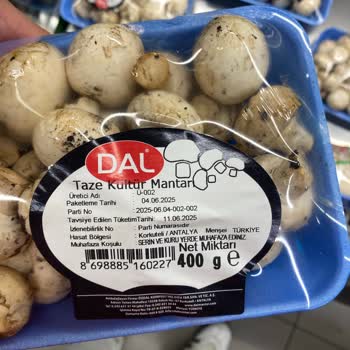 DAL
Taze Kültür Mantarı
Üretici Adı : Ü-002
Paketleme Tarihi : 04.06.2025
Parti No : 2025-06.04-002-002
Tavsiye Edilen Tüketim Tarihi : 11.06.2025
İzlenebilirlik No : Parti Numarasıdır
Hasat Bölgesi : Korkuteli / ANTALYA Menşei TÜRKİYE
Muhafaza Koşulu : SERİN VE KURU YERDE MUHAFAZA EDİNİZ.
Net Miktarı
400 g e
8 698885 160227